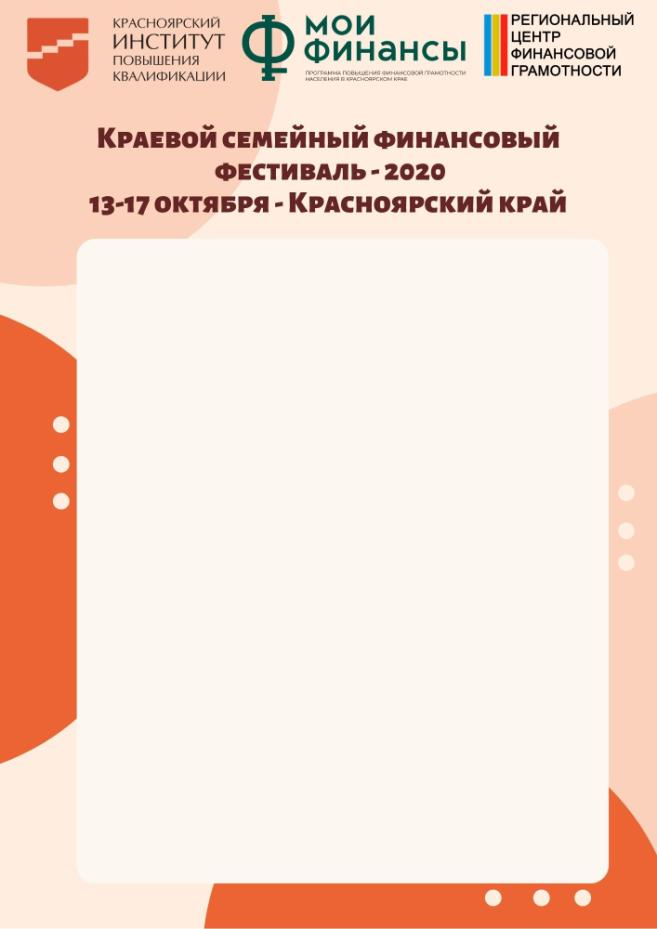 КРАСНОЯРСКИЙ
ИНСТИТУТ
ПОВЫШЕНИЯ
КВАЛИФИКАЦИИ
МОИ
ФИНАНСЫ
ПРОГРАММА ПОВЫШЕНИЯ ФИНАНСОВОЙ ГРАМОТНОСТИ
НАСЕЛЕНИЯ В КРАСНОЯРСКОМ КРАЕ
РЕГИОНАЛЬНЫЙ
ЦЕНТР
ФИНАНСОВОЙ
ГРАМОТНОСТИ
Краевой семейный финансовый
фестиваль - 2020
13-17 октября - Красноярский край